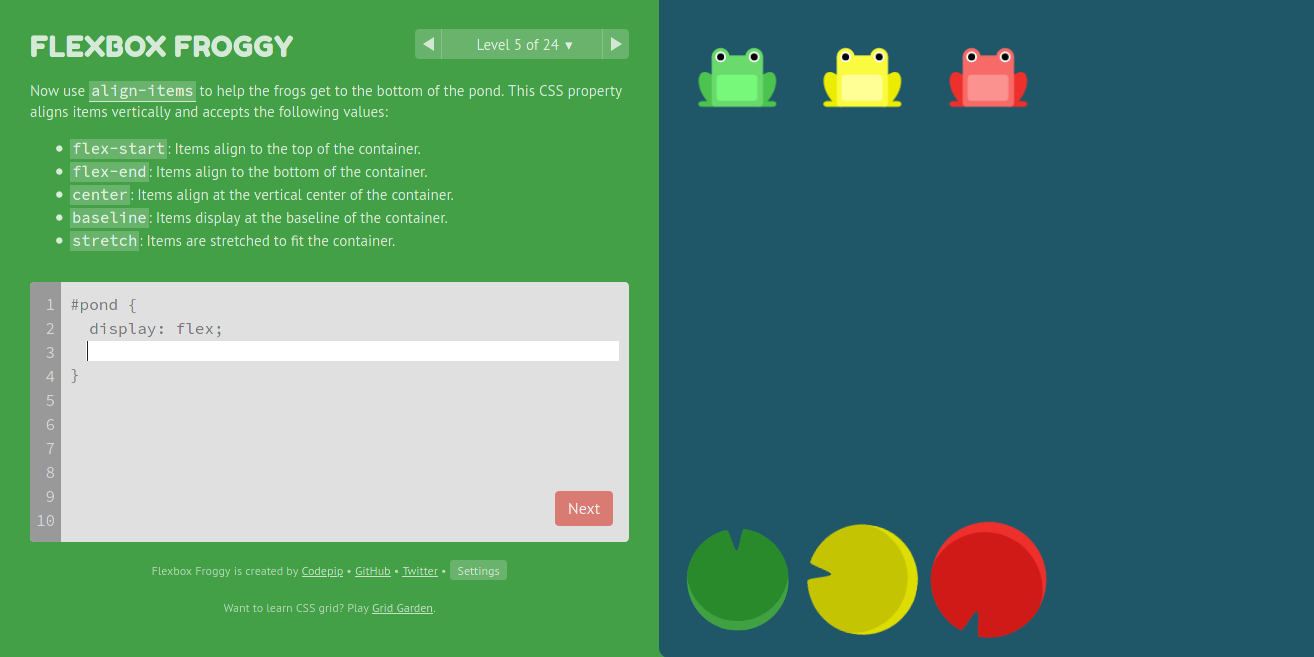 FLEXBOX FROGGY
Level 5 of 24 ▼
Now use align-items to help the frogs get to the bottom of the pond. This CSS property
aligns items vertically and accepts the following values:
flex-start: Items align to the top of the container.
flex-end: Items align to the bottom of the container.
center: Items align at the vertical center of the container.
baseline: Items display at the baseline of the container.
stretch: Items are stretched to fit the container.
1 #pond {
2 display: flex;
3
4 }
5
6
7
8
9
10
Next
Flexbox Froggy is created by Codepip • GitHub • Twitter • Settings
Want to learn CSS grid? Play Grid Garden.